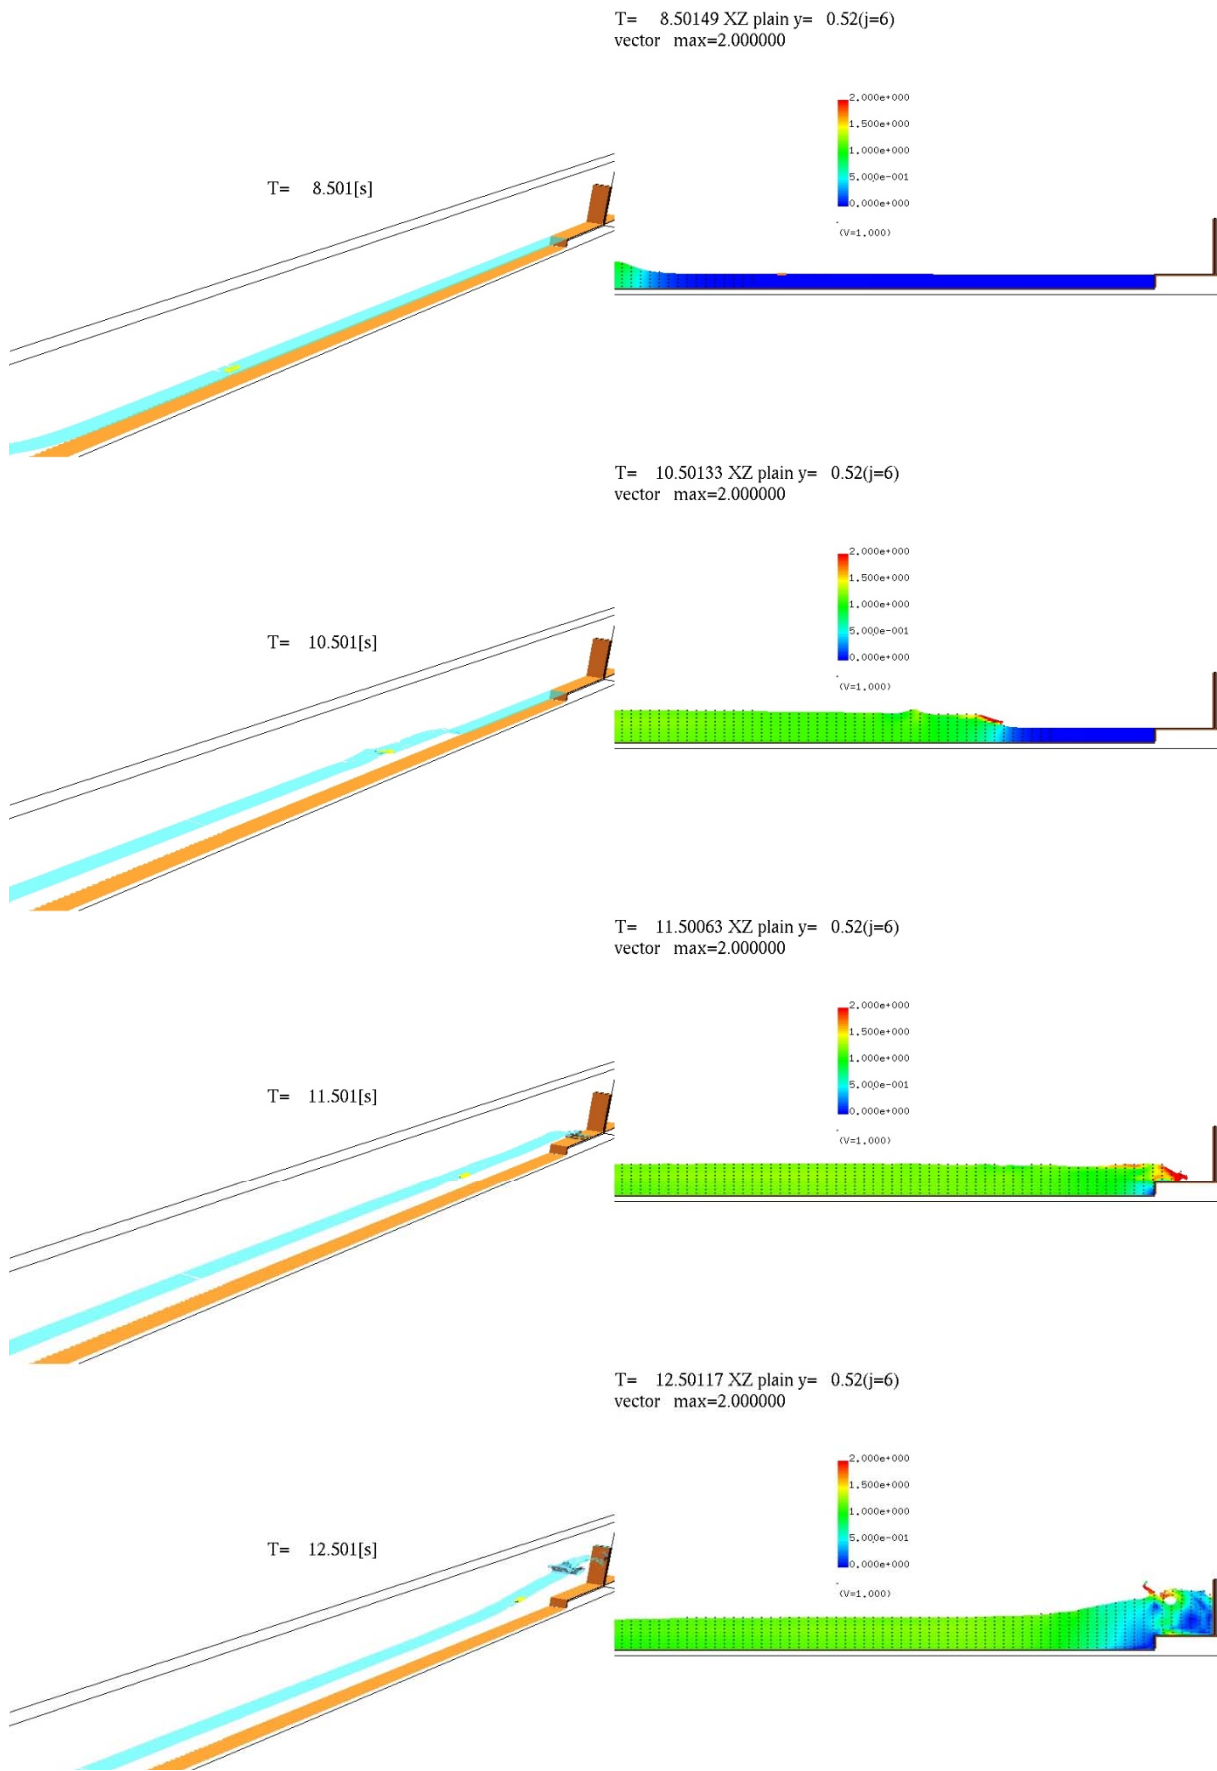 T=    8.50149 XZ plain y=   0.52(j=6)
vector   max=2.000000
2.000e+000
1.500e+000
1.000e+000
5.000e-001
0.000e+000
(V=1.000)
T=    8.501[s]
T=   10.50133 XZ plain y=   0.52(j=6)
vector   max=2.000000
2.000e+000
1.500e+000
1.000e+000
5.000e-001
0.000e+000
(V=1.000)
T=   10.501[s]
T=   11.50063 XZ plain y=   0.52(j=6)
vector   max=2.000000
2.000e+000
1.500e+000
1.000e+000
5.000e-001
0.000e+000
(V=1.000)
T=   11.501[s]
T=   12.50117 XZ plain y=   0.52(j=6)
vector   max=2.000000
2.000e+000
1.500e+000
1.000e+000
5.000e-001
0.000e+000
(V=1.000)
T=   12.501[s]